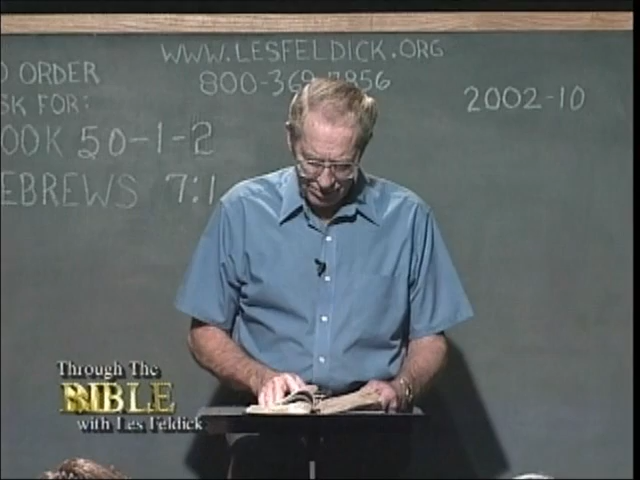 WWW.LESFELDICK.ORG
800-369-7856
O ORDER
SK FOR:
OOK 50-1-2
EBREWS 7:1
2002-10
Through The
BIBLE
with Les Feldick